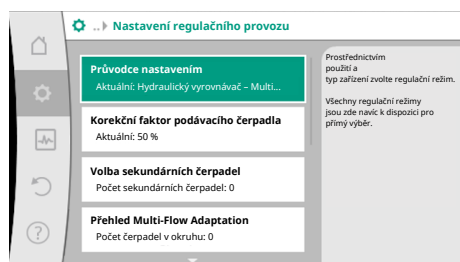 ..▸ Nastavení regulačního provozu
Průvodce nastavením
Aktuální: Hydraulický vyrovnávač – Multi...
Korekční faktor podávacího čerpadla
Aktuální: 50 %
Volba sekundárních čerpadel
Počet sekundárních čerpadel: 0
Přehled Multi-Flow Adaptation
Počet čerpadel v okruhu: 0
Prostřednictvím
použití a
typ zařízení zvolte regulační režim.
Všechny regulační režimy
jsou zde navíc k dispozici pro
přímý výběr.